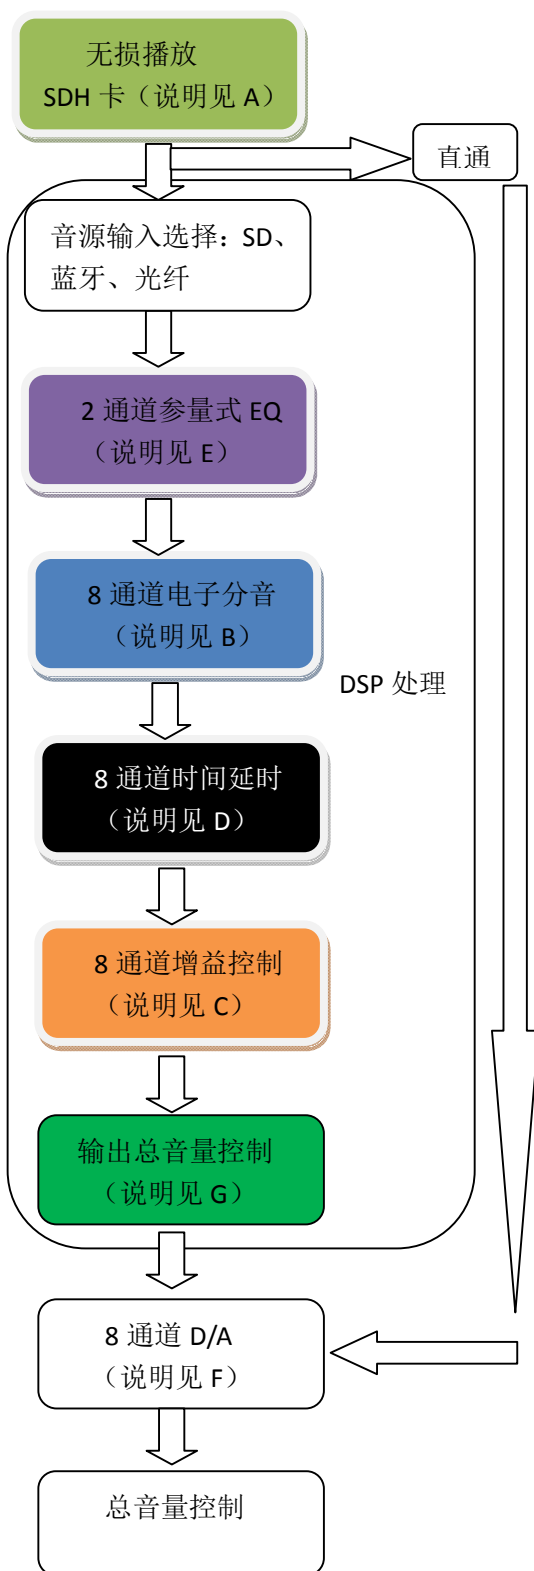 无损播放
SDH 卡（说明见 A）
直通
音源输入选择：SD、
蓝牙、光纤
2 通道参量式 EQ
（说明见 E）
8 通道电子分音
（说明见 B）
DSP 处理
8 通道时间延时
（说明见 D）
8 通道增益控制
（说明见 C）
输出总音量控制
（说明见 G）
8 通道 D/A
（说明见 F）
总音量控制